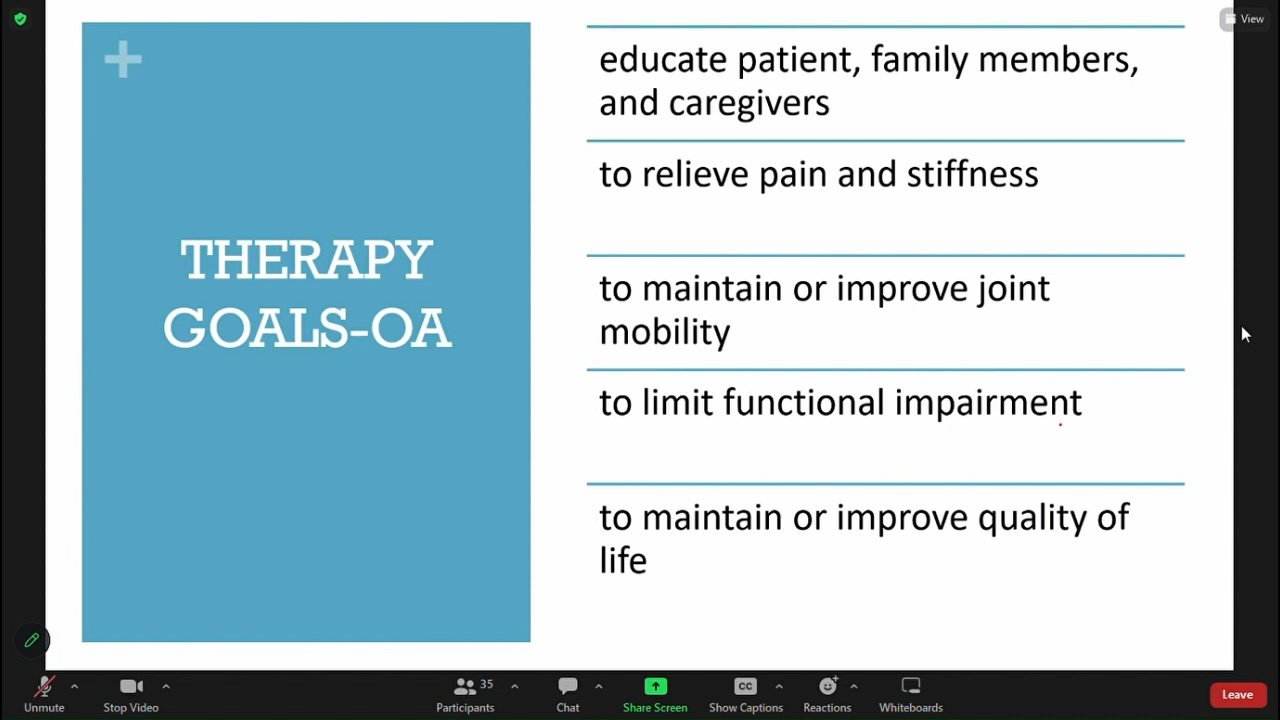 View
+
THERAPY
GOALS-OA
educate patient, family members,
and caregivers
to relieve pain and stiffness
to maintain or improve joint
mobility
to limit functional impairment
to maintain or improve quality of
life
Unmute
Stop Video
35
Participants
Chat
Share Screen
CC
Show Captions
Reactions
Whiteboards
Leave